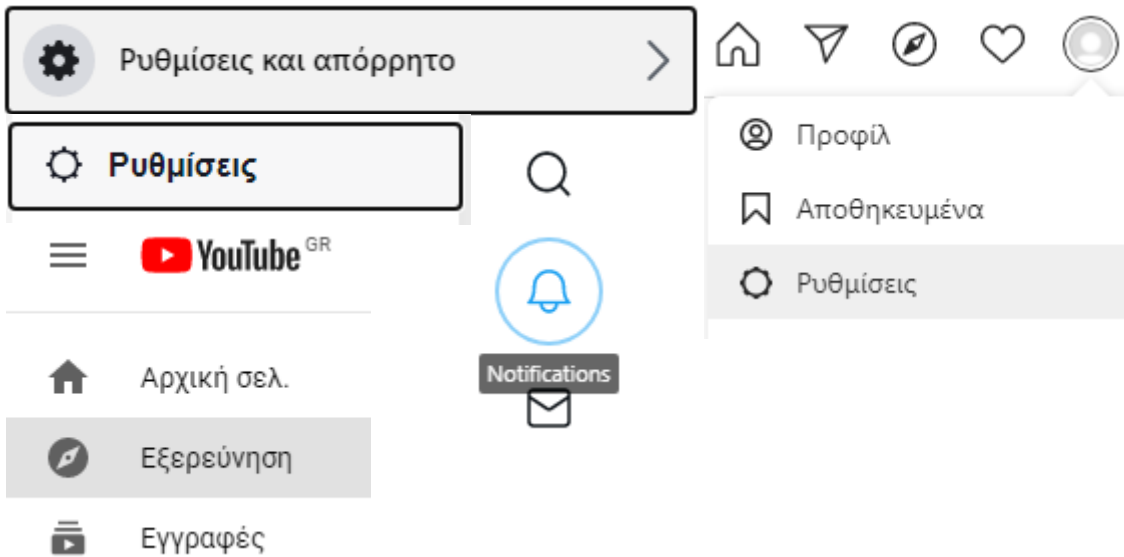 Ρυθμίσεις και απόρρητο
Ρυθμίσεις
YouTube GR
Αρχική σελ.
Εξερεύνηση
Εγγραφές
Notifications
Προφίλ
Αποθηκευμένα
Ρυθμίσεις